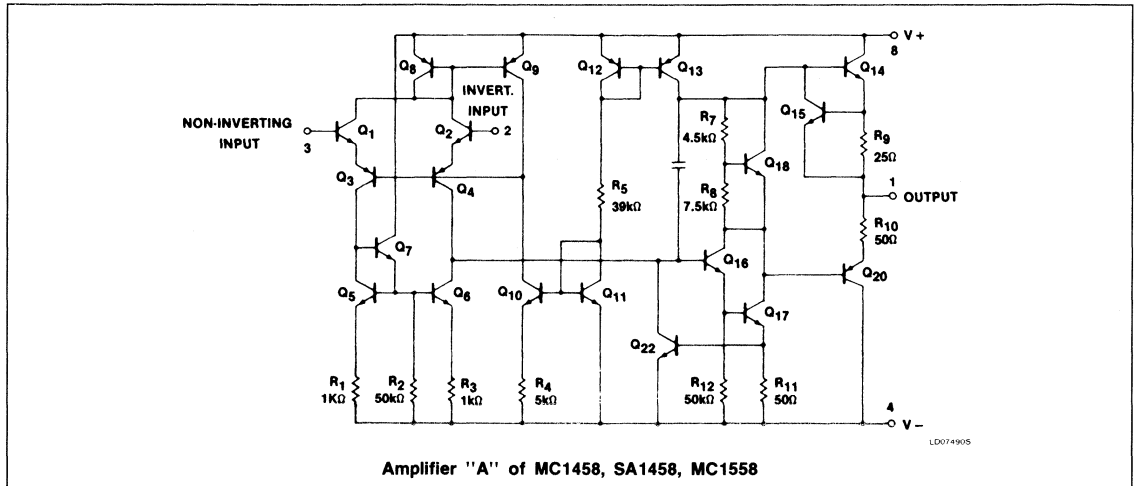 V +
8
Q8
Q9
Q12
Q13
Q14
INVERT.
INPUT
NON-INVERTING
INPUT
3
Q1
Q2
2
R7
4.5kΩ
Q15
Q18
R9
25Ω
Q3
Q4
R5
39kΩ
R8
7.5kΩ
1
OUTPUT
R10
50Ω
Q7
Q16
Q20
Q5
Q6
Q10
Q11
Q17
Q22
R1
1KΩ
R2
50kΩ
R3
1kΩ
R4
5kΩ
R12
50kΩ
R11
50Ω
4
V −
LD07490S
Amplifier "A" of MC1458, SA1458, MC1558